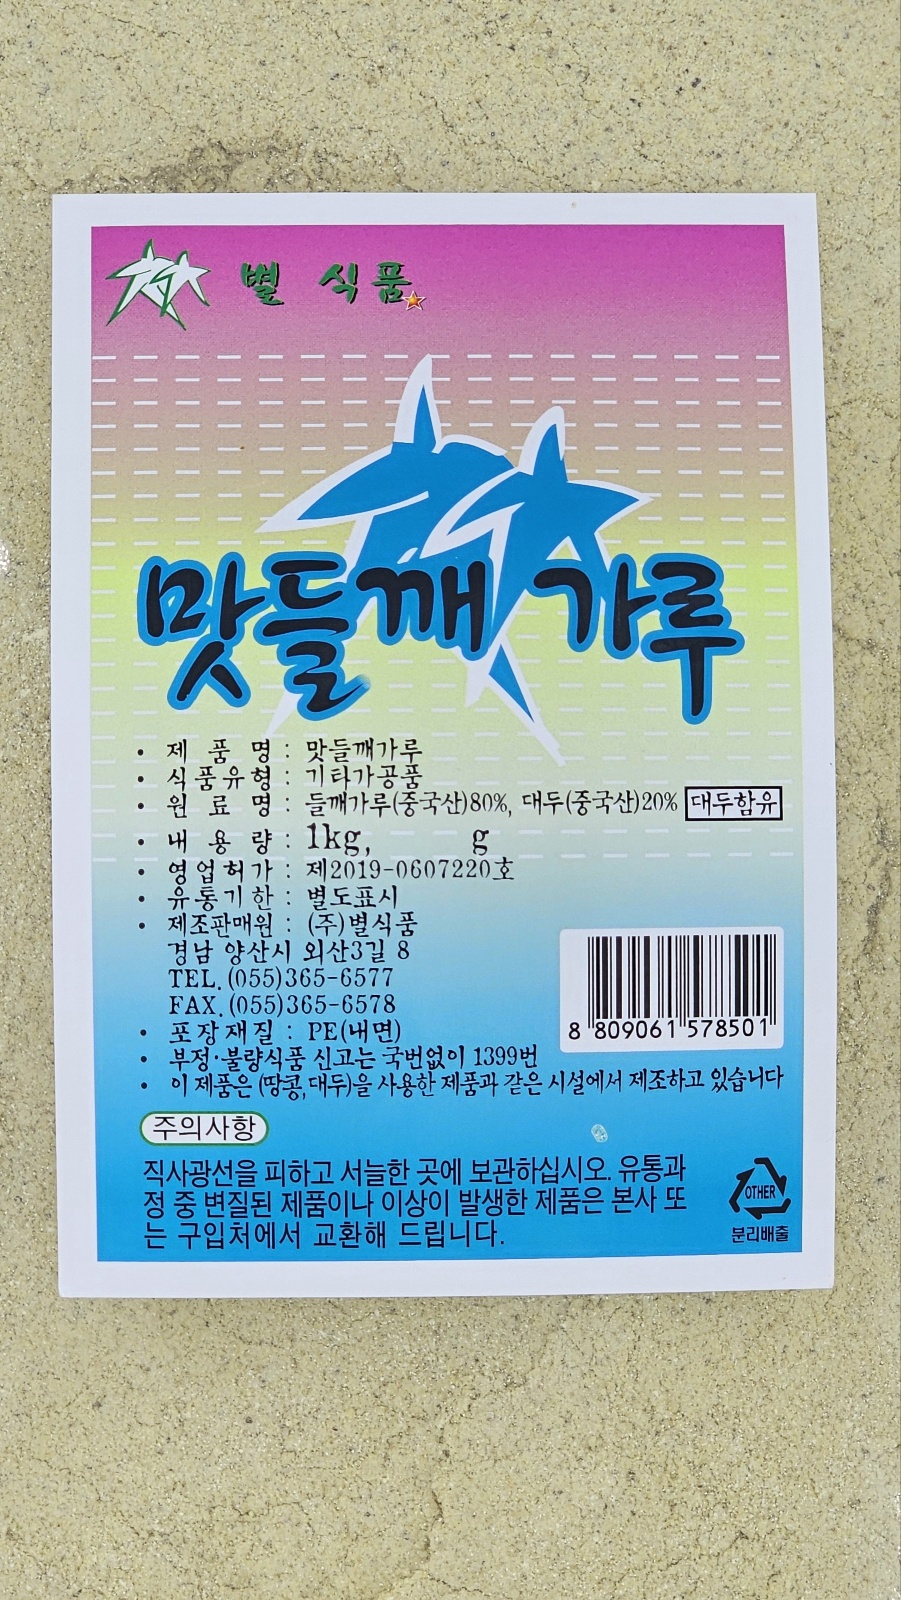 별 식품
맛들깨 가루
• 제 품 명 : 맛들깨가루
• 식품유형 : 기타가공품
• 원 료 명 : 들깨가루(중국산)80%, 대두(중국산)20% 대두함유
• 내 용 량 : 1kg, g
• 영업허가 : 제2019-0607220호
• 유통기한 : 별도표시
• 제조판매원 : (주)별식품
경남 양산시 외산3길 8
TEL.(055)365-6577
FAX.(055)365-6578
• 포장재질 : PE(내면)
• 부정·불량식품 신고는 국번없이 1399번
• 이 제품은 (땅콩,대두)을 사용한 제품과 같은 시설에서 제조하고 있습니다
8 809061 578501
주의사항
직사광선을 피하고 서늘한 곳에 보관하십시오. 유통과
정 중 변질된 제품이나 이상이 발생한 제품은 본사 또
는 구입처에서 교환해 드립니다.
OTHER
분리배출